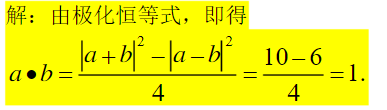 解：由极化恒等式，即得
a•b = (|a+b|² − |a−b|²)/4 = (10−6)/4 = 1.